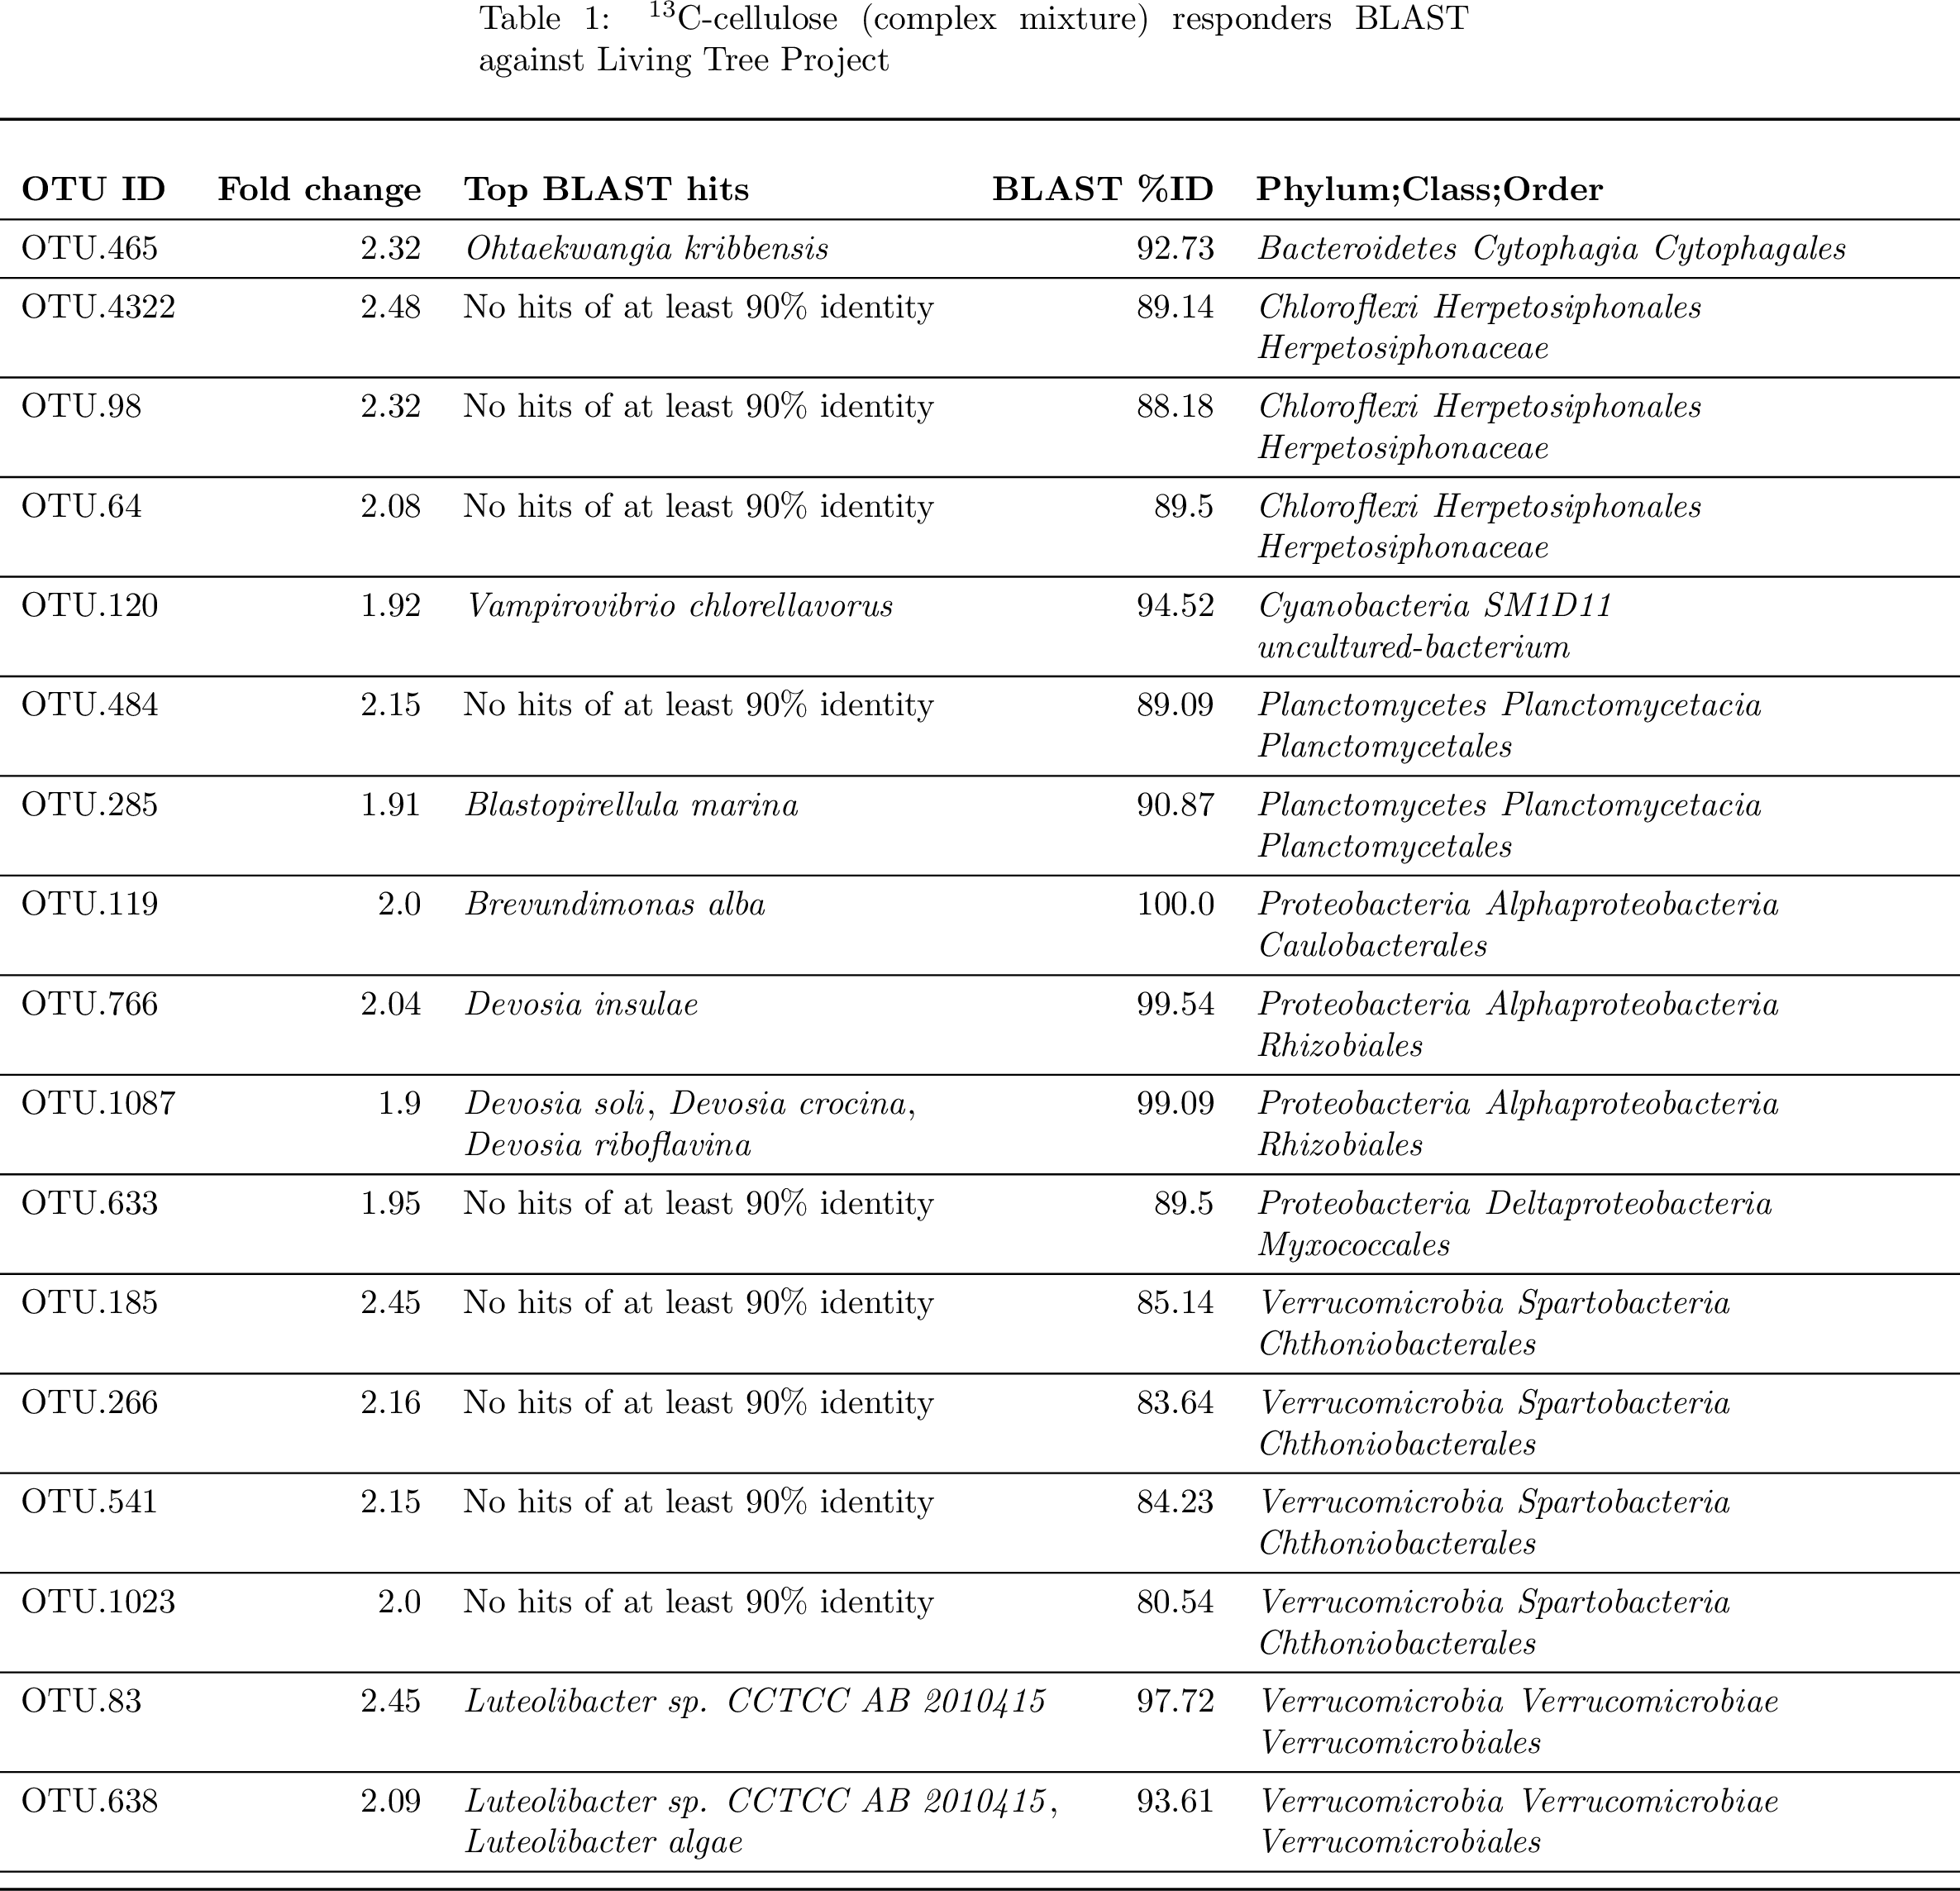 Table 1: ¹³C-cellulose (complex mixture) responders BLAST
against Living Tree Project
OTU ID Fold change Top BLAST hits BLAST %ID Phylum;Class;Order
OTU.465 2.32 Ohtaekwangia kribbensis 92.73 Bacteroidetes Cytophagia Cytophagales
OTU.4322 2.48 No hits of at least 90% identity 89.14 Chloroflexi Herpetosiphonales
Herpetosiphonaceae
OTU.98 2.32 No hits of at least 90% identity 88.18 Chloroflexi Herpetosiphonales
Herpetosiphonaceae
OTU.64 2.08 No hits of at least 90% identity 89.5 Chloroflexi Herpetosiphonales
Herpetosiphonaceae
OTU.120 1.92 Vampirovibrio chlorellavorus 94.52 Cyanobacteria SM1D11
uncultured-bacterium
OTU.484 2.15 No hits of at least 90% identity 89.09 Planctomycetes Planctomycetacia
Planctomycetales
OTU.285 1.91 Blastopirellula marina 90.87 Planctomycetes Planctomycetacia
Planctomycetales
OTU.119 2.0 Brevundimonas alba 100.0 Proteobacteria Alphaproteobacteria
Caulobacterales
OTU.766 2.04 Devosia insulae 99.54 Proteobacteria Alphaproteobacteria
Rhizobiales
OTU.1087 1.9 Devosia soli, Devosia crocina, 99.09 Proteobacteria Alphaproteobacteria
Devosia riboflavina Rhizobiales
OTU.633 1.95 No hits of at least 90% identity 89.5 Proteobacteria Deltaproteobacteria
Myxococcales
OTU.185 2.45 No hits of at least 90% identity 85.14 Verrucomicrobia Spartobacteria
Chthoniobacterales
OTU.266 2.16 No hits of at least 90% identity 83.64 Verrucomicrobia Spartobacteria
Chthoniobacterales
OTU.541 2.15 No hits of at least 90% identity 84.23 Verrucomicrobia Spartobacteria
Chthoniobacterales
OTU.1023 2.0 No hits of at least 90% identity 80.54 Verrucomicrobia Spartobacteria
Chthoniobacterales
OTU.83 2.45 Luteolibacter sp. CCTCC AB 2010415 97.72 Verrucomicrobia Verrucomicrobiae
Verrucomicrobiales
OTU.638 2.09 Luteolibacter sp. CCTCC AB 2010415, 93.61 Verrucomicrobia Verrucomicrobiae
Luteolibacter algae Verrucomicrobiales